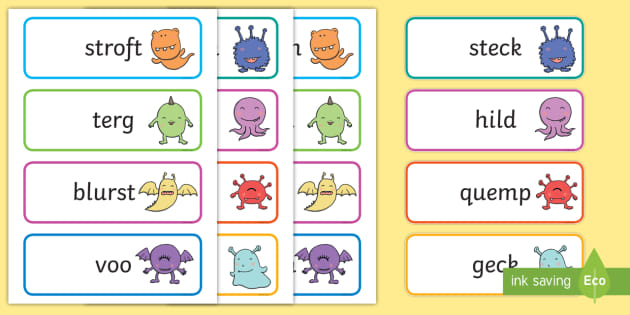 stroft
terg
blurst
voo
steck
hild
quemp
geck
ink saving
Eco